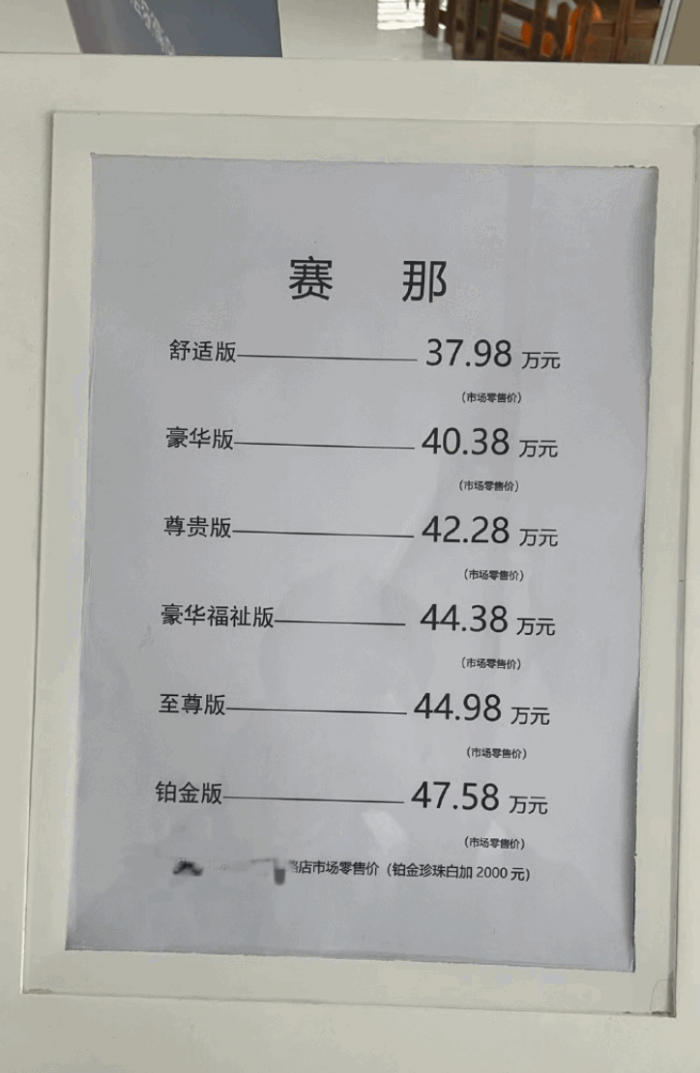 赛 那
舒适版 37.98 万元
(市场零售价)
豪华版 40.38 万元
(市场零售价)
尊贵版 42.28 万元
(市场零售价)
豪华福祉版 44.38 万元
(市场零售价)
至尊版 44.98 万元
(市场零售价)
铂金版 47.58 万元
(市场零售价)
店市场零售价（铂金珍珠白加 2000 元）